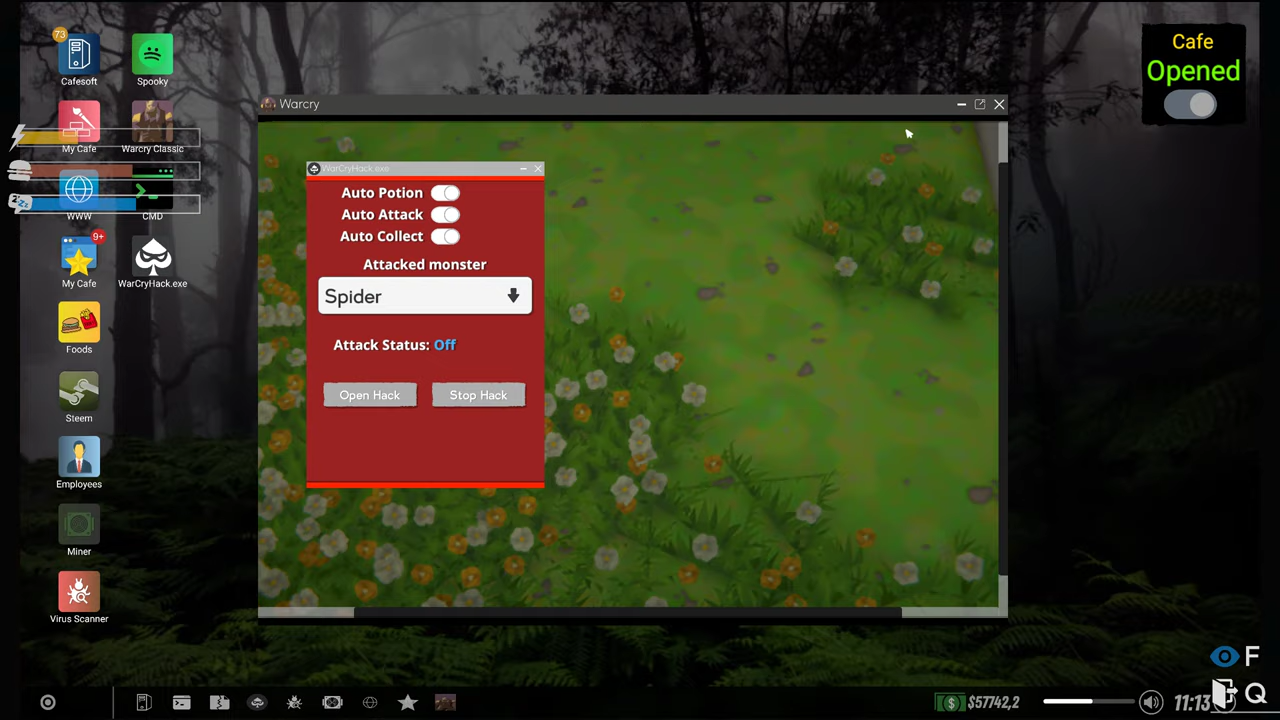 73
Cafesoft
Spooky
My Cafe
Warcry Classic
WWW
CMD
9+
My Cafe
WarCryHack.exe
Foods
Steem
Employees
Miner
Virus Scanner
Warcry
WarCryHack.exe
Auto Potion
Auto Attack
Auto Collect
Attacked monster
Spider
Attack Status: Off
Open Hack
Stop Hack
Cafe
Opened
F
Q
$57742,2
11:13